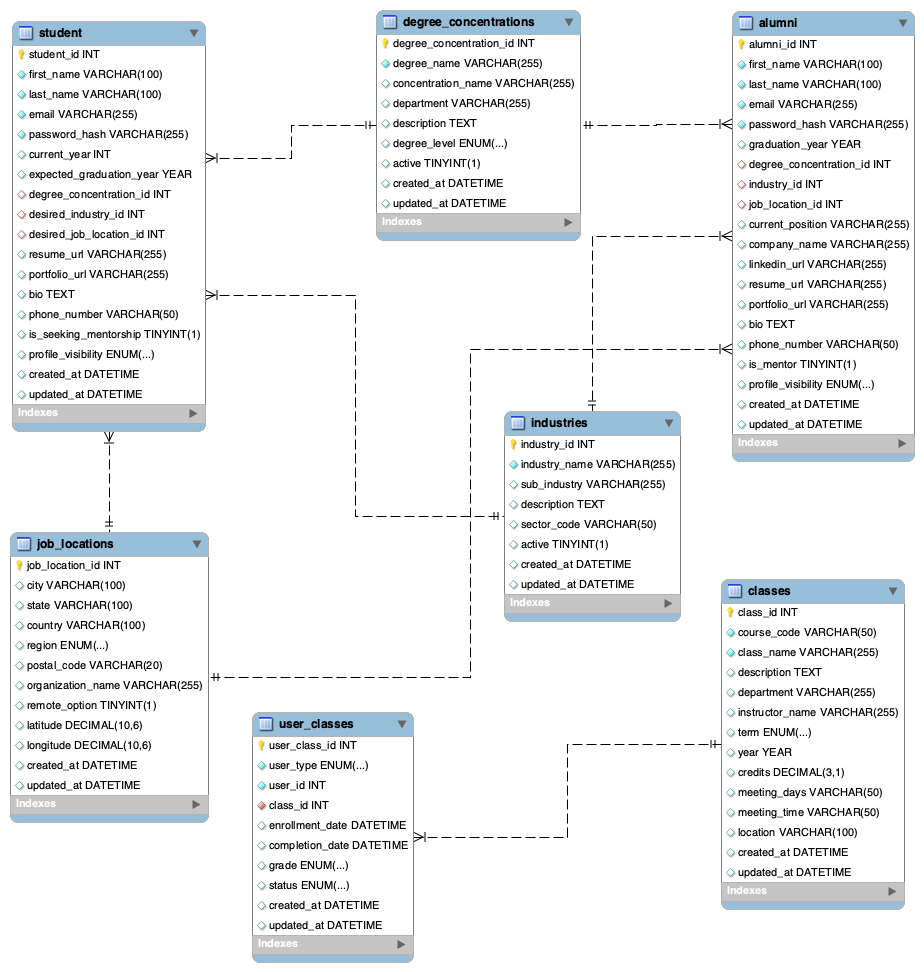 student
student_id INT
first_name VARCHAR(100)
last_name VARCHAR(100)
email VARCHAR(255)
password_hash VARCHAR(255)
current_year INT
expected_graduation_year YEAR
degree_concentration_id INT
desired_industry_id INT
desired_job_location_id INT
resume_url VARCHAR(255)
portfolio_url VARCHAR(255)
bio TEXT
phone_number VARCHAR(50)
is_seeking_mentorship TINYINT(1)
profile_visibility ENUM(...)
created_at DATETIME
updated_at DATETIME
Indexes
degree_concentrations
degree_concentration_id INT
degree_name VARCHAR(255)
concentration_name VARCHAR(255)
department VARCHAR(255)
description TEXT
degree_level ENUM(...)
active TINYINT(1)
created_at DATETIME
updated_at DATETIME
Indexes
alumni
alumni_id INT
first_name VARCHAR(100)
last_name VARCHAR(100)
email VARCHAR(255)
password_hash VARCHAR(255)
graduation_year YEAR
degree_concentration_id INT
industry_id INT
job_location_id INT
current_position VARCHAR(255)
company_name VARCHAR(255)
linkedin_url VARCHAR(255)
resume_url VARCHAR(255)
portfolio_url VARCHAR(255)
bio TEXT
phone_number VARCHAR(50)
is_mentor TINYINT(1)
profile_visibility ENUM(...)
created_at DATETIME
updated_at DATETIME
Indexes
industries
industry_id INT
industry_name VARCHAR(255)
sub_industry VARCHAR(255)
description TEXT
sector_code VARCHAR(50)
active TINYINT(1)
created_at DATETIME
updated_at DATETIME
Indexes
job_locations
job_location_id INT
city VARCHAR(100)
state VARCHAR(100)
country VARCHAR(100)
region ENUM(...)
postal_code VARCHAR(20)
organization_name VARCHAR(255)
remote_option TINYINT(1)
latitude DECIMAL(10,6)
longitude DECIMAL(10,6)
created_at DATETIME
updated_at DATETIME
Indexes
classes
class_id INT
course_code VARCHAR(50)
class_name VARCHAR(255)
description TEXT
department VARCHAR(255)
instructor_name VARCHAR(255)
term ENUM(...)
year YEAR
credits DECIMAL(3,1)
meeting_days VARCHAR(50)
meeting_time VARCHAR(50)
location VARCHAR(100)
created_at DATETIME
updated_at DATETIME
Indexes
user_classes
user_class_id INT
user_type ENUM(...)
user_id INT
class_id INT
enrollment_date DATETIME
completion_date DATETIME
grade ENUM(...)
status ENUM(...)
created_at DATETIME
updated_at DATETIME
Indexes